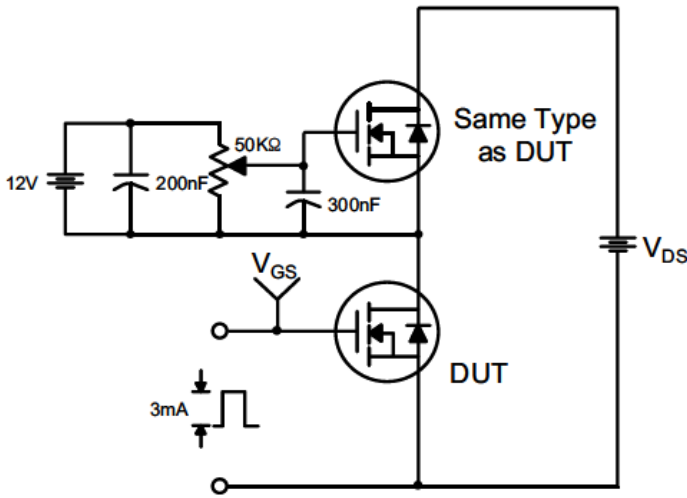 50KΩ
Same Type
as DUT
12V
200nF
300nF
VGS
VDS
DUT
3mA